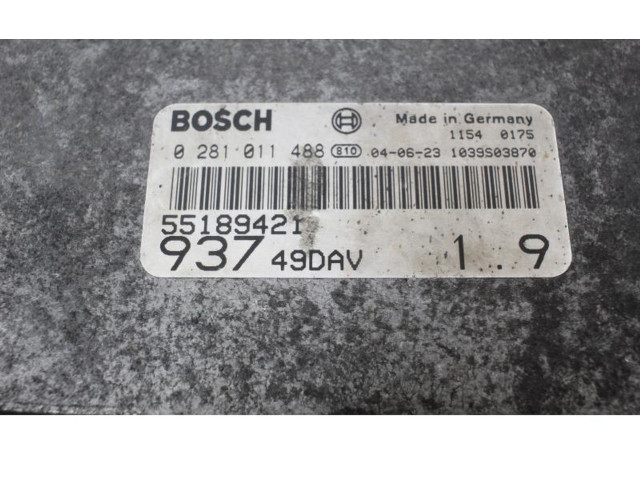 BOSCH Made in Germany
1154 0175
0 281 011 488 810 04-06-23 1039S03870
55189421
937 49DAV 1..9